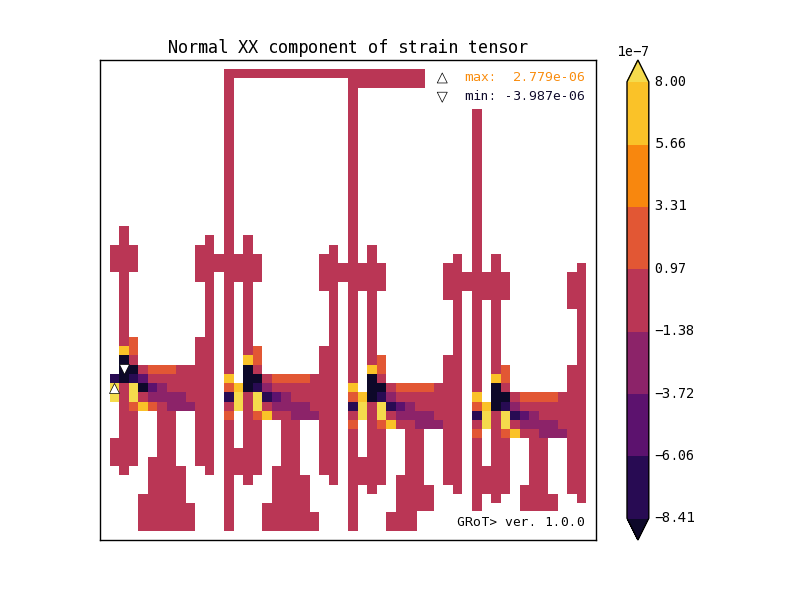 Normal XX component of strain tensor
1e−7
△ max: 2.779e-06
▽ min: -3.987e-06
8.00
5.66
3.31
0.97
−1.38
−3.72
−6.06
−8.41
GRoT> ver. 1.0.0